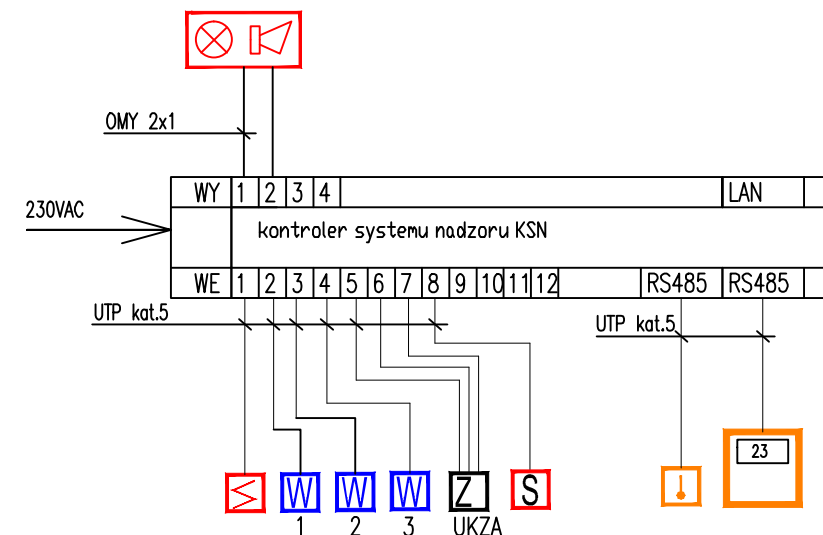 OMY 2x1
WY 1 2 3 4 LAN
230VAC
kontroler systemu nadzoru KSN
WE 1 2 3 4 5 6 7 8 9 10 11 12 RS485 RS485
UTP kat.5
UTP kat.5
23
W W W Z S
1 2 3 UKZA